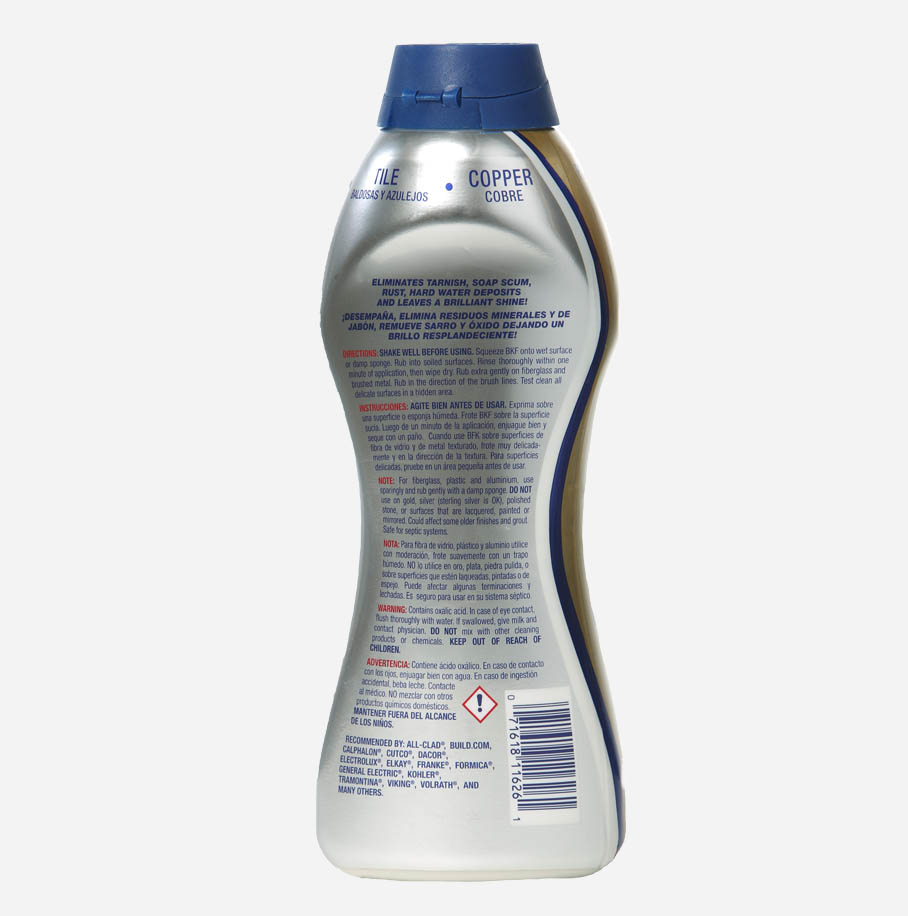 TILE • COPPER
BALDOSAS Y AZULEJOS COBRE
ELIMINATES TARNISH, SOAP SCUM,
RUST, HARD WATER DEPOSITS
AND LEAVES A BRILLIANT SHINE!
¡DESEMPAÑA, ELIMINA RESIDUOS MINERALES Y DE
JABÓN, REMUEVE SARRO Y ÓXIDO DEJANDO UN
BRILLO RESPLANDECIENTE!
DIRECTIONS: SHAKE WELL BEFORE USING. Squeeze BKF onto wet surface
or damp sponge. Rub into soiled surfaces. Rinse thoroughly within one
minute of application, then wipe dry. Rub extra gently on fiberglass and
brushed metal. Rub in the direction of the brush lines. Test clean all
delicate surfaces in a hidden area.
INSTRUCCIONES: AGITE BIEN ANTES DE USAR. Exprima sobre
una superficie o esponja húmeda. Frote BKF sobre la superficie
sucia. Luego de un minuto de la aplicación, enjuague bien y
seque con un paño. Cuando use BFK sobre superficies de
fibra de vidrio y de metal texturado, frote muy delicada-
mente y en la dirección de la textura. Para superficies
delicadas, pruebe en un área pequeña antes de usar.
NOTE: For fiberglass, plastic and aluminium, use
sparingly and rub gently with a damp sponge. DO NOT
use on gold, silver (sterling silver is OK), polished
stone, or surfaces that are lacquered, painted or
mirrored. Could affect some older finishes and grout.
Safe for septic systems.
NOTA: Para fibra de vidrio, plástico y aluminio utilice
con moderación, frote suavemente con un trapo
húmedo. NO lo utilice en oro, plata, piedra pulida, o
sobre superficies que estén laqueadas, pintadas o de
espejo. Puede afectar algunas terminaciones y
lechadas. Es seguro para usar en su sistema séptico.
WARNING: Contains oxalic acid. In case of eye contact,
flush thoroughly with water. If swallowed, give milk and
contact physician. DO NOT mix with other cleaning
products or chemicals. KEEP OUT OF REACH OF
CHILDREN.
ADVERTENCIA: Contiene ácido oxálico. En caso de contacto
con los ojos, enjuagar bien con agua. En caso de ingestión
accidental, beba leche. Contacte
al médico. NO mezclar con otros
productos químicos domésticos.
MANTENER FUERA DEL ALCANCE
DE LOS NIÑOS.
RECOMMENDED BY: ALL-CLAD®, BUILD.COM,
CALPHALON®, CUTCO®, DACOR®,
ELECTROLUX®, ELKAY®, FRANKE®, FORMICA®,
GENERAL ELECTRIC®, KOHLER®,
TRAMONTINA®, VIKING®, VOLRATH®, AND
MANY OTHERS.
0 71618 11626 1